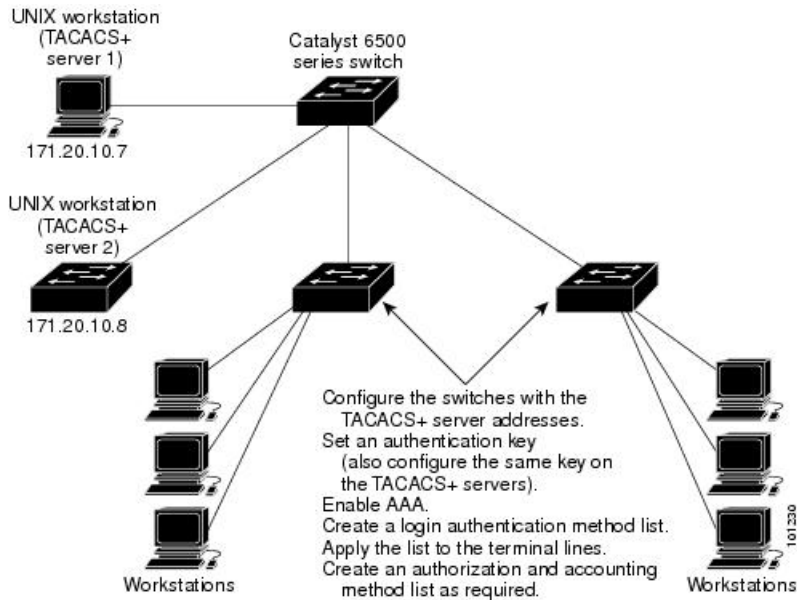 UNIX workstation
(TACACS+
server 1)
Catalyst 6500
series switch
171.20.10.7
UNIX workstation
(TACACS+
server 2)
171.20.10.8
Configure the switches with the
TACACS+ server addresses.
Set an authentication key
(also configure the same key on
the TACACS+ servers).
Enable AAA.
Create a login authentication method list.
Apply the list to the terminal lines.
Create an authorization and accounting
method list as required.
Workstations
Workstations
101230